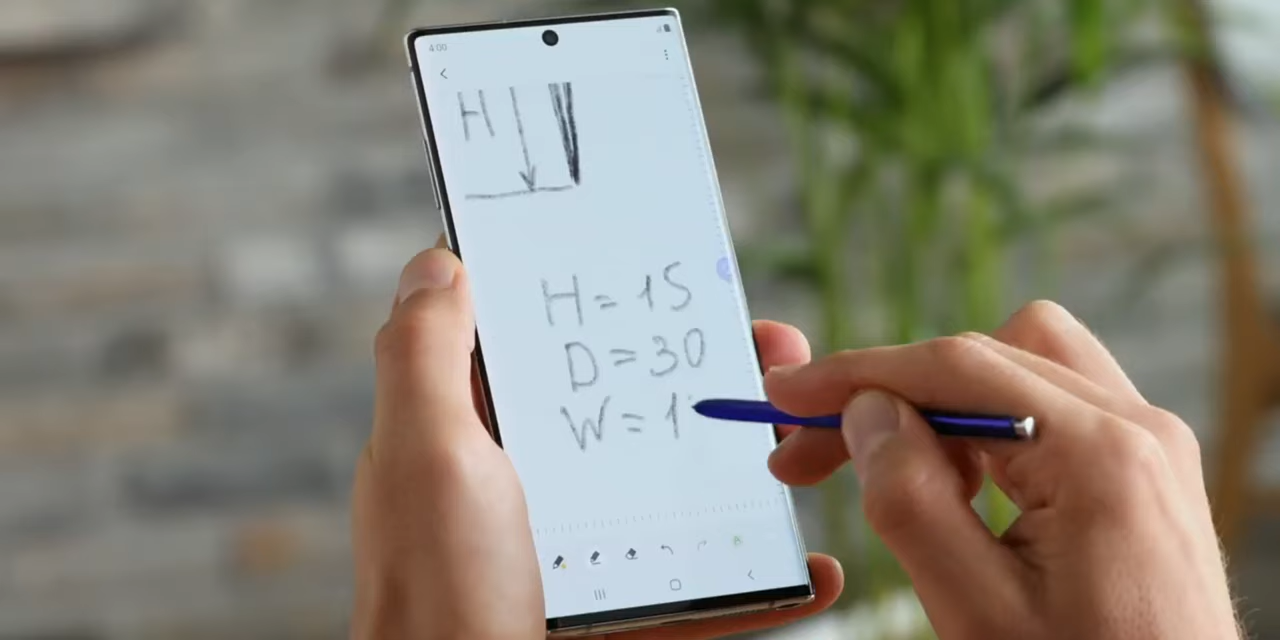 4:00
H
H = 15
D = 30
W = 1